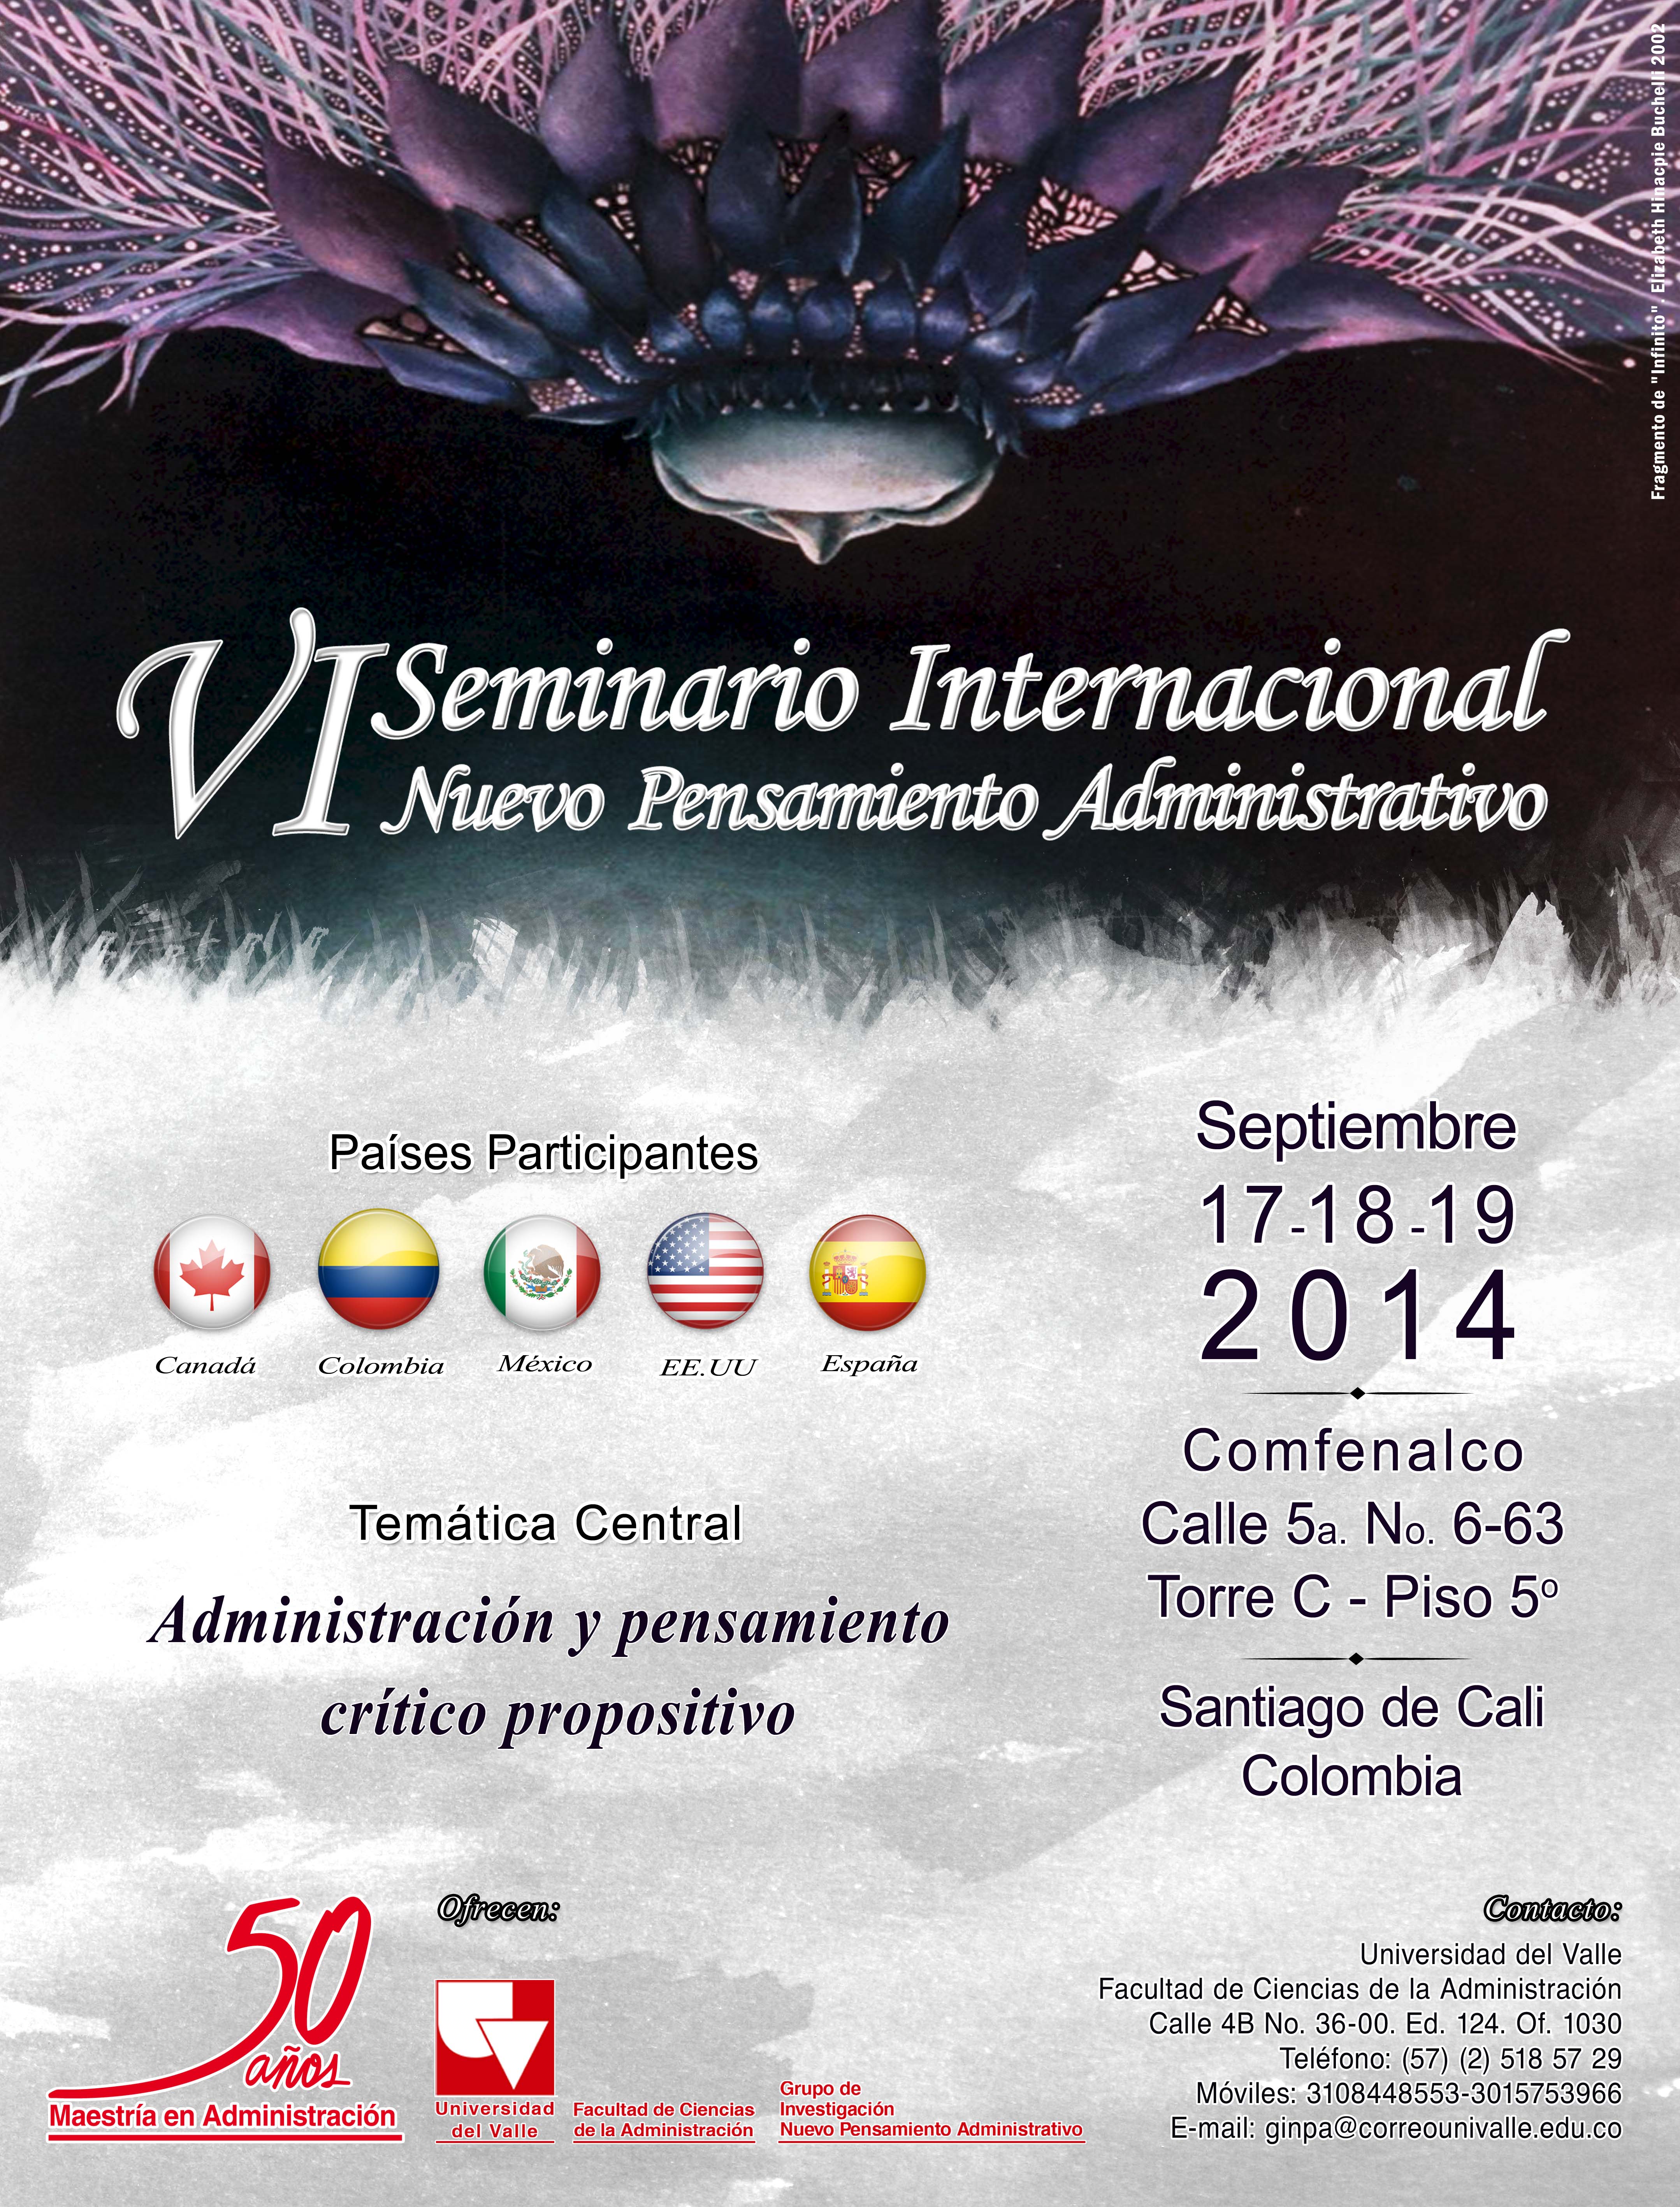 Fragmento de "Infinito". Elizabeth Hinacpie Buchelli 2002
VI Seminario Internacional
Nuevo Pensamiento Administrativo
Países Participantes
Canadá
Colombia
México
EE.UU
España
Temática Central
Administración y pensamiento
crítico propositivo
Septiembre
17-18-19
2014
Comfenalco
Calle 5a. No. 6-63
Torre C - Piso 5º
Santiago de Cali
Colombia
50
años
Maestría en Administración
Ofrecen:
Universidad
del Valle
Facultad de Ciencias
de la Administración
Grupo de
Investigación
Nuevo Pensamiento Administrativo
Contacto:
Universidad del Valle
Facultad de Ciencias de la Administración
Calle 4B No. 36-00. Ed. 124. Of. 1030
Teléfono: (57) (2) 518 57 29
Móviles: 3108448553-3015753966
E-mail: ginpa@correounivalle.edu.co